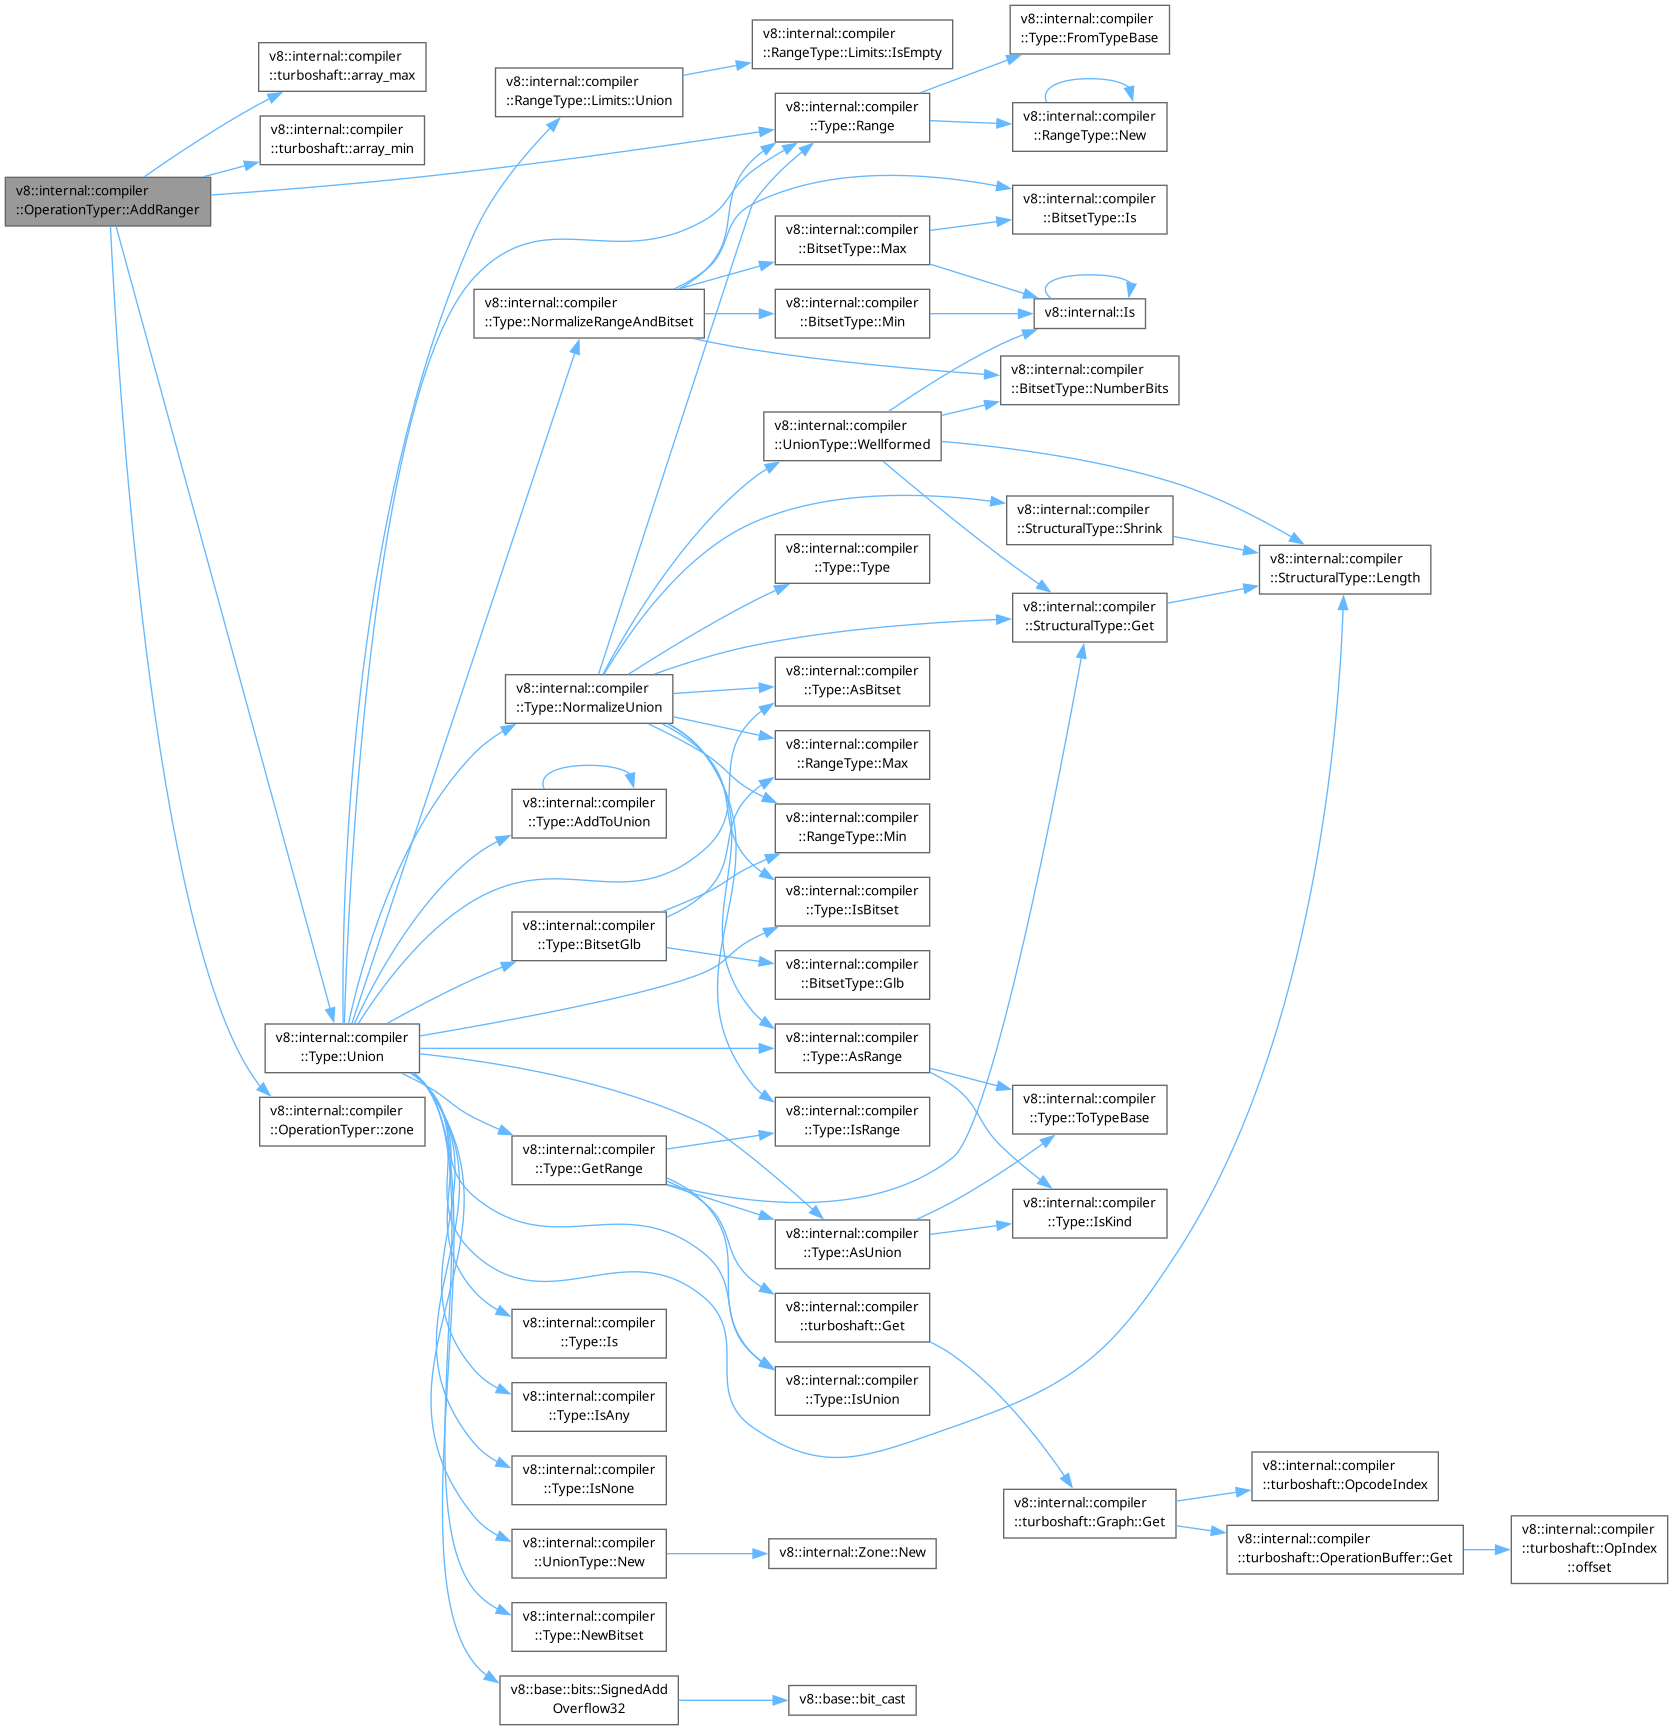 v8::internal::compiler
::OperationTyper::AddRanger
v8::internal::compiler
::turboshaft::array_max
v8::internal::compiler
::turboshaft::array_min
v8::internal::compiler
::Type::Union
v8::internal::compiler
::OperationTyper::zone
v8::internal::compiler
::RangeType::Limits::Union
v8::internal::compiler
::Type::NormalizeRangeAndBitset
v8::internal::compiler
::Type::NormalizeUnion
v8::internal::compiler
::Type::AddToUnion
v8::internal::compiler
::Type::BitsetGlb
v8::internal::compiler
::Type::GetRange
v8::internal::compiler
::Type::Is
v8::internal::compiler
::Type::IsAny
v8::internal::compiler
::Type::IsNone
v8::internal::compiler
::UnionType::New
v8::internal::compiler
::Type::NewBitset
v8::base::bits::SignedAdd
Overflow32
v8::internal::compiler
::RangeType::Limits::IsEmpty
v8::internal::compiler
::Type::Range
v8::internal::compiler
::BitsetType::Max
v8::internal::compiler
::BitsetType::Min
v8::internal::compiler
::UnionType::Wellformed
v8::internal::compiler
::Type::Type
v8::internal::compiler
::Type::AsBitset
v8::internal::compiler
::RangeType::Max
v8::internal::compiler
::RangeType::Min
v8::internal::compiler
::Type::IsBitset
v8::internal::compiler
::BitsetType::Glb
v8::internal::compiler
::Type::AsRange
v8::internal::compiler
::Type::IsRange
v8::internal::compiler
::Type::AsUnion
v8::internal::compiler
::turboshaft::Get
v8::internal::compiler
::Type::IsUnion
v8::internal::Zone::New
v8::base::bit_cast
v8::internal::compiler
::Type::FromTypeBase
v8::internal::compiler
::RangeType::New
v8::internal::compiler
::BitsetType::Is
v8::internal::Is
v8::internal::compiler
::BitsetType::NumberBits
v8::internal::compiler
::StructuralType::Shrink
v8::internal::compiler
::StructuralType::Get
v8::internal::compiler
::Type::ToTypeBase
v8::internal::compiler
::Type::IsKind
v8::internal::compiler
::turboshaft::Graph::Get
v8::internal::compiler
::StructuralType::Length
v8::internal::compiler
::turboshaft::OpcodeIndex
v8::internal::compiler
::turboshaft::OperationBuffer::Get
v8::internal::compiler
::turboshaft::OpIndex
::offset